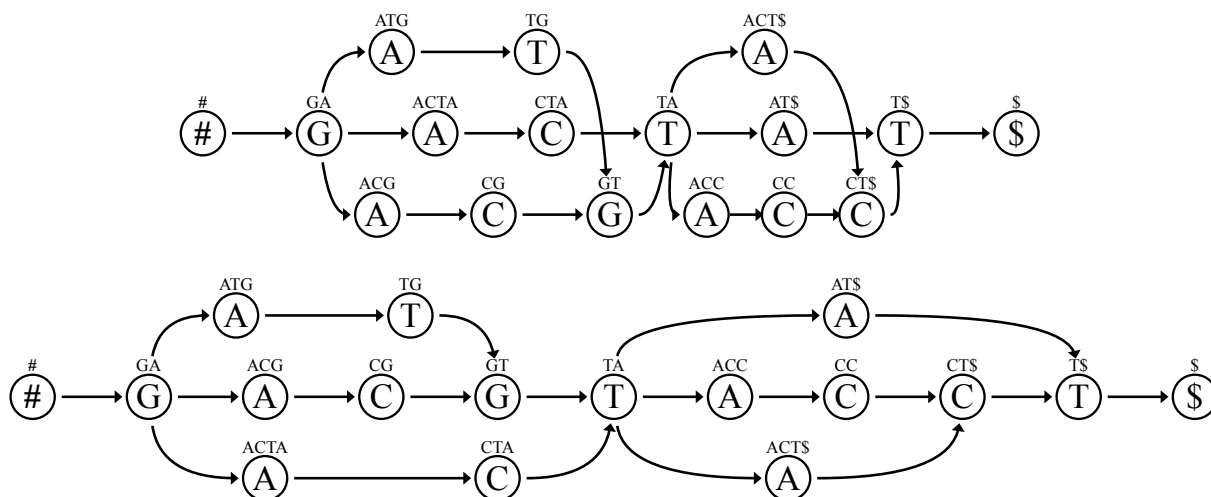 ATG TG ACT$
A T A
# GA ACTA CTA TA AT$ T$ $
# G A C T A T $
ACG CG GT ACC CC CT$
A C G A C C
ATG TG AT$
A T A
# GA ACG CG GT TA ACC CC CT$ T$ $
# G A C G T A C C T $
ACTA CTA ACT$
A C A